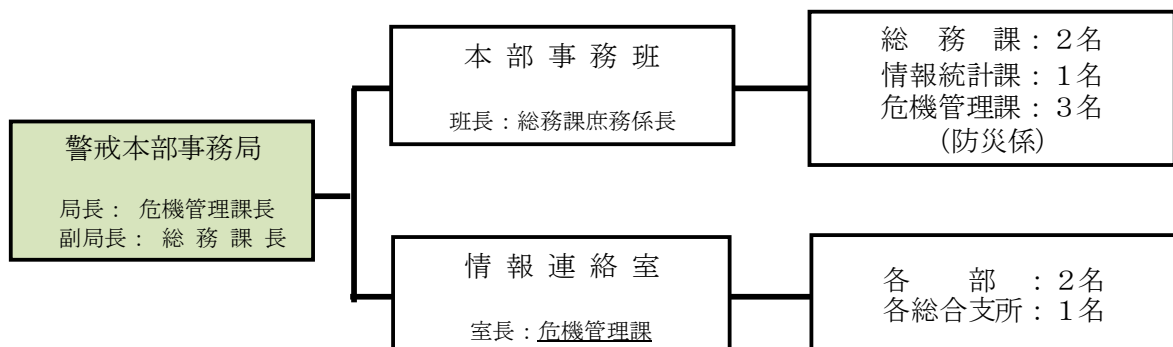 警戒本部事務局
局長： 危機管理課長
副局長： 総 務 課 長
本 部 事 務 班
班長：総務課庶務係長
総　務　課：２名
情報統計課：１名
危機管理課：３名
(防災係)
情 報 連 絡 室
室長：危機管理課
各　　部　：２名
各総合支所：１名